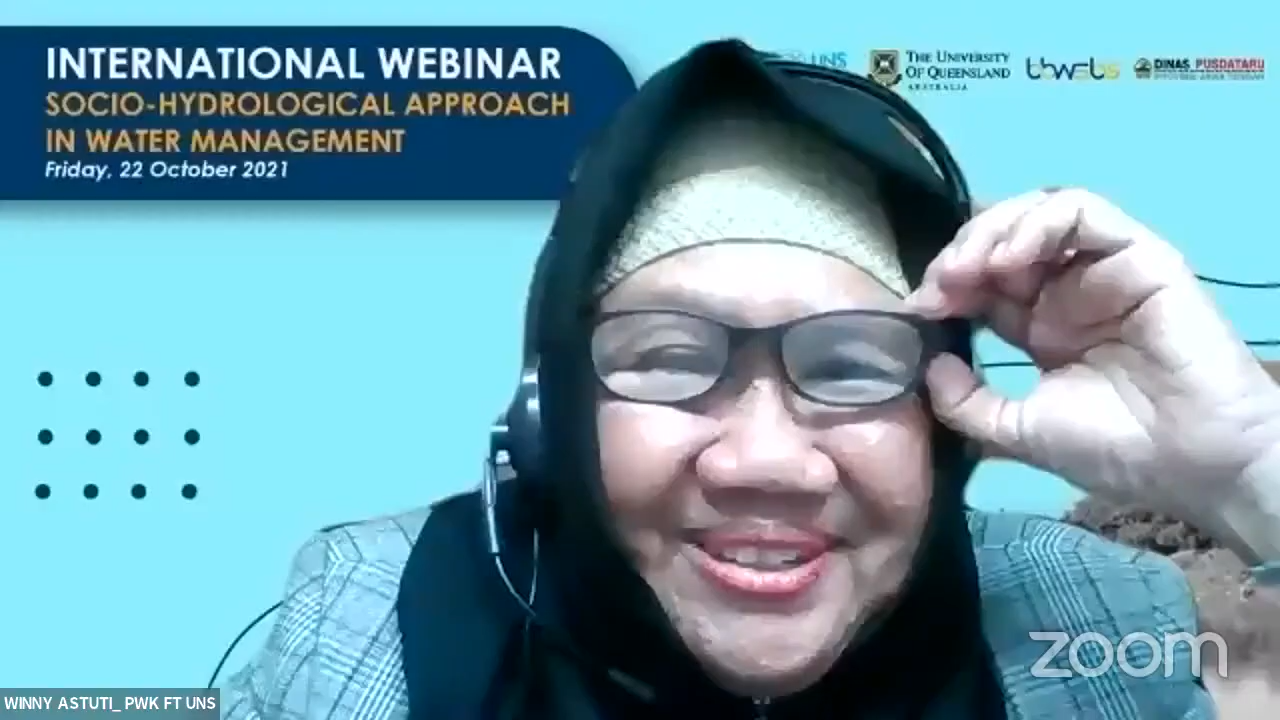 INTERNATIONAL WEBINAR
SOCIO-HYDROLOGICAL APPROACH
IN WATER MANAGEMENT
Friday, 22 October 2021
UNS
THE UNIVERSITY
OF QUEENSLAND
AUSTRALIA
DINAS PUSDATARU
zoom
WINNY ASTUTI_ PWK FT UNS